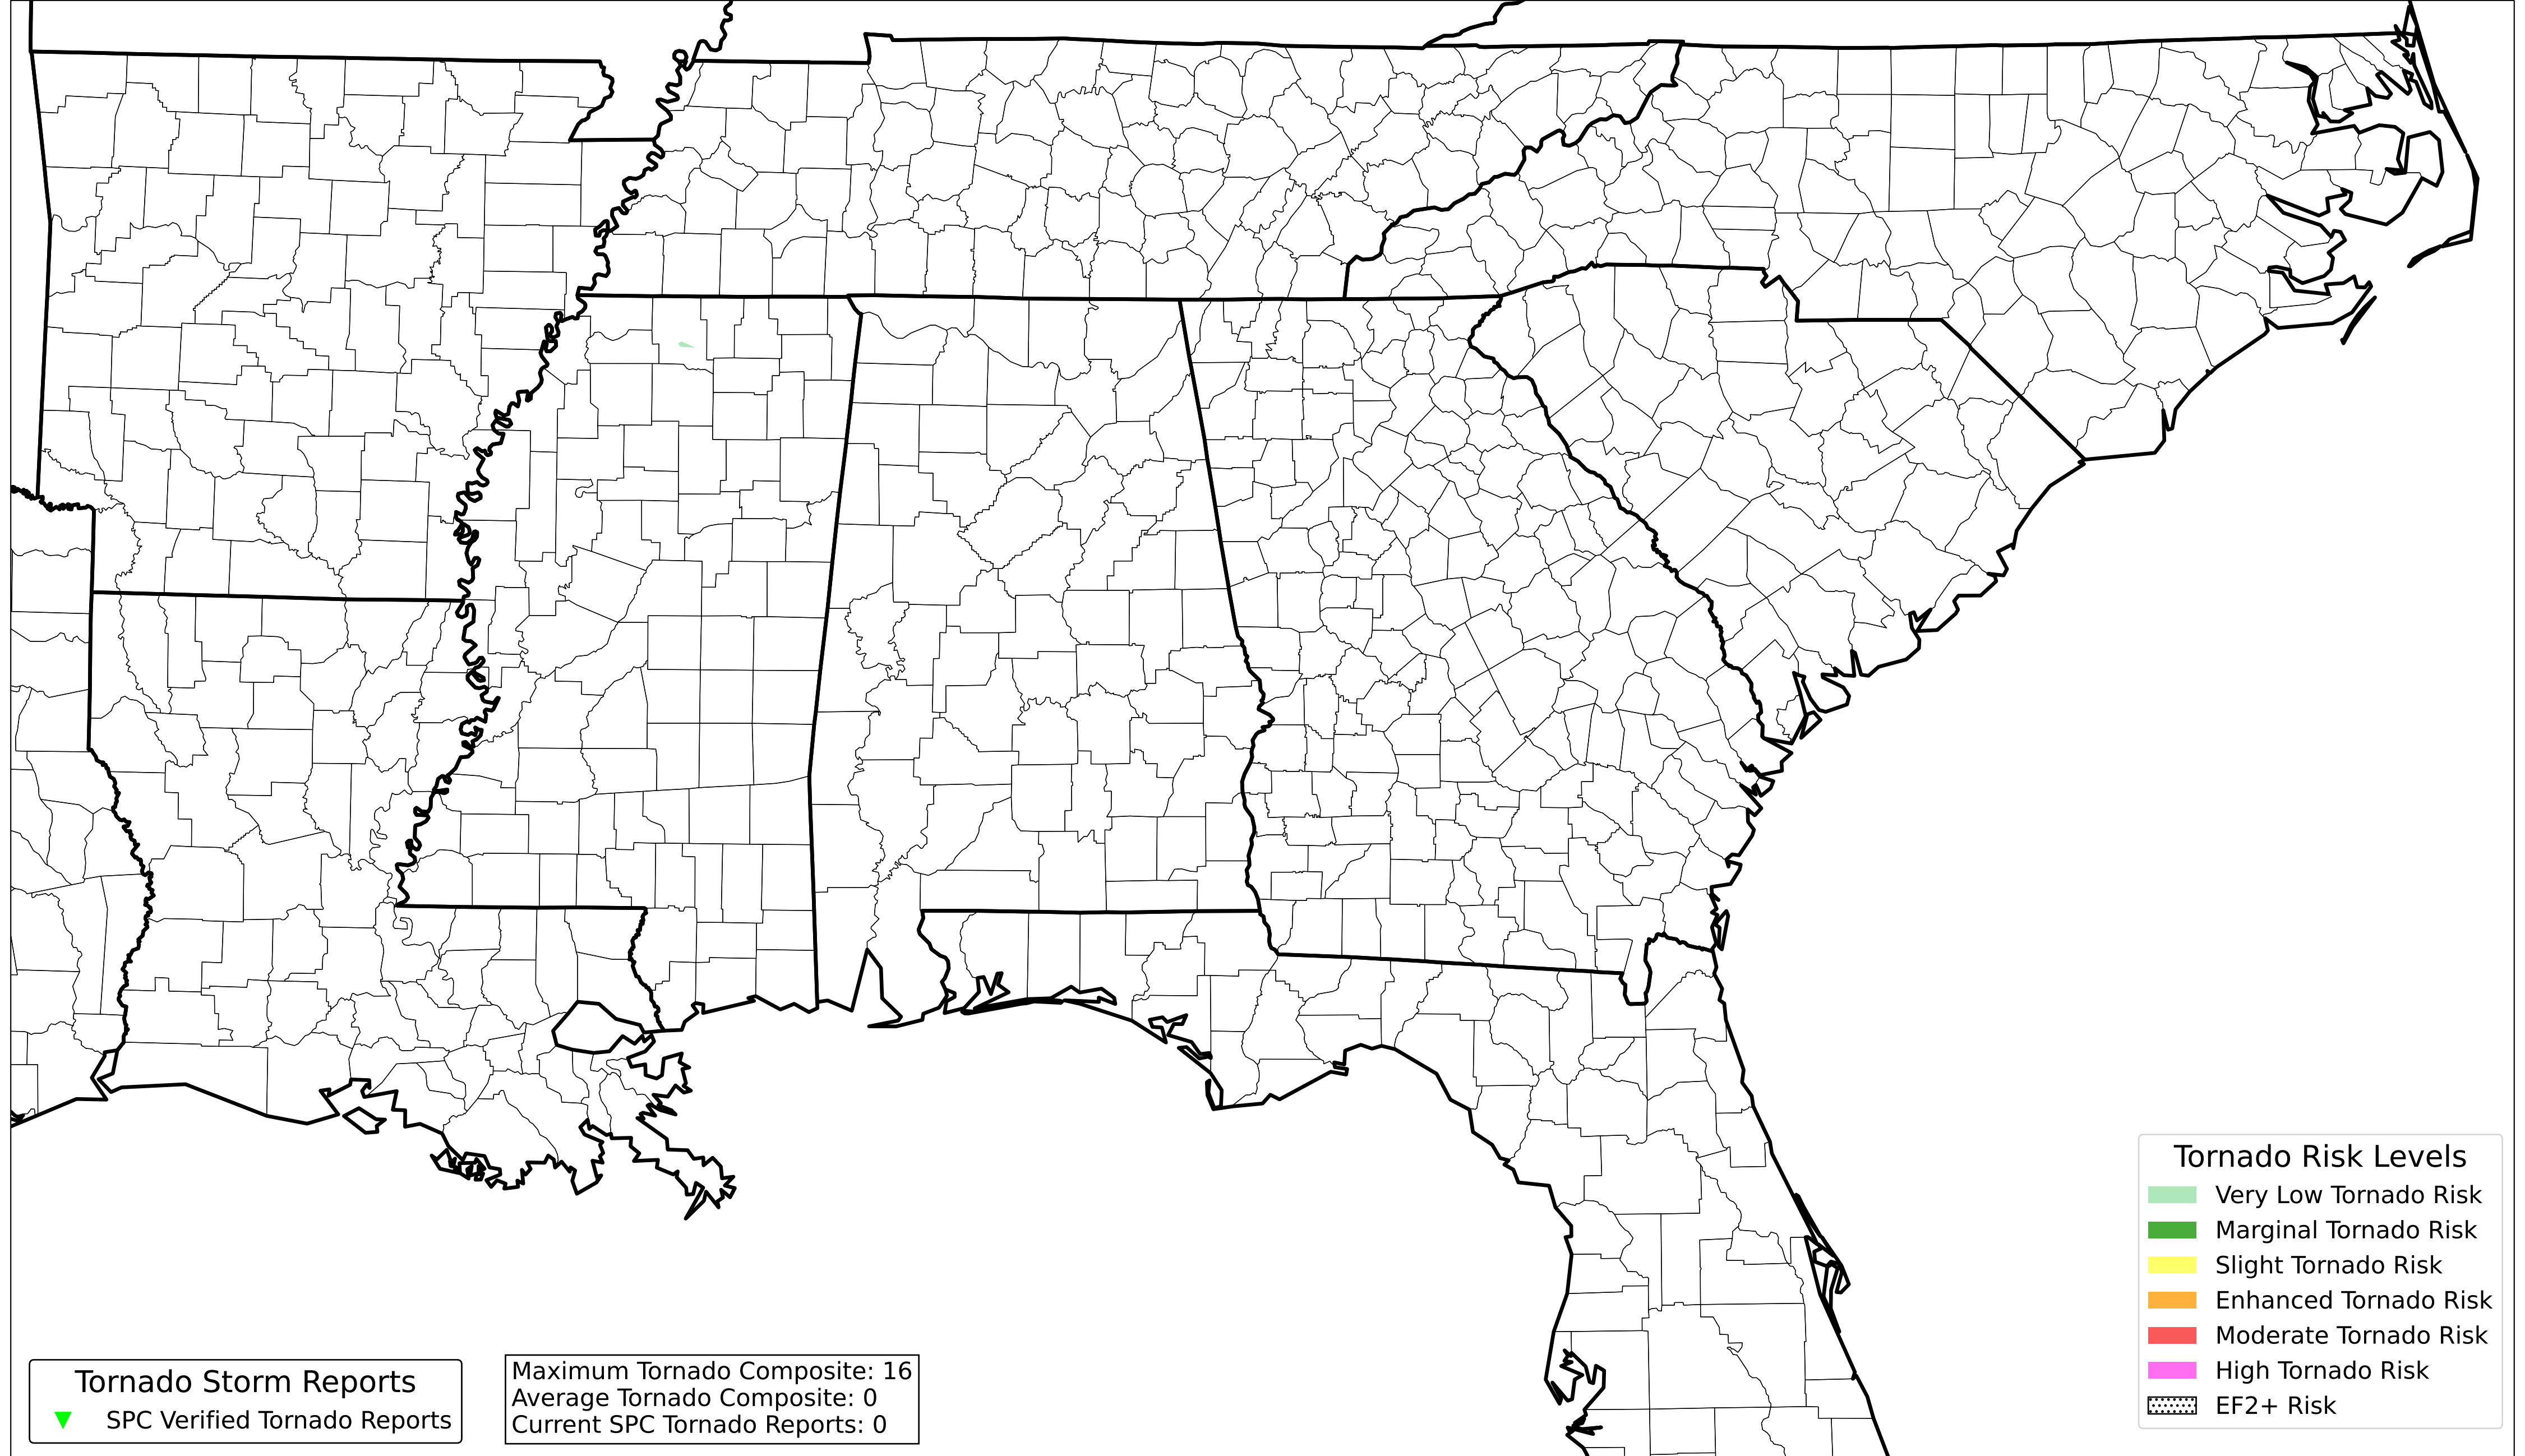 Tornado Risk Levels
Very Low Tornado Risk
Marginal Tornado Risk
Slight Tornado Risk
Enhanced Tornado Risk
Moderate Tornado Risk
High Tornado Risk
EF2+ Risk
Tornado Storm Reports
SPC Verified Tornado Reports
Maximum Tornado Composite: 16
Average Tornado Composite: 0
Current SPC Tornado Reports: 0